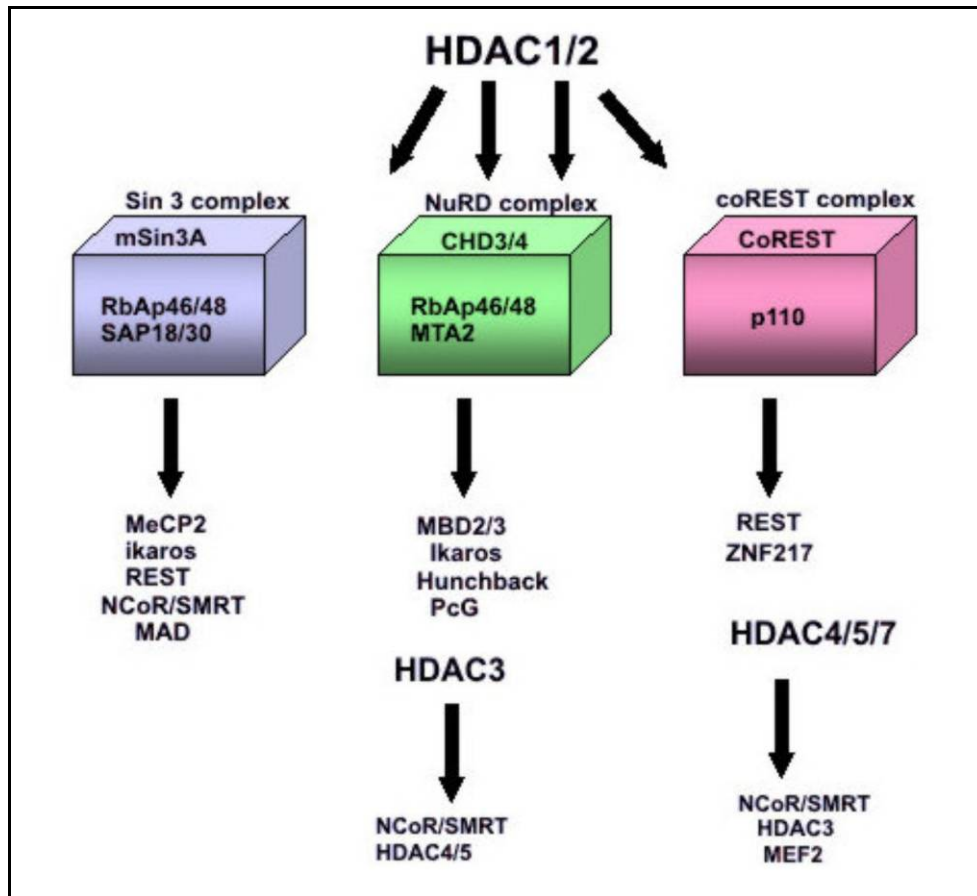 HDAC1/2
Sin 3 complex
mSin3A
RbAp46/48
SAP18/30
MeCP2
ikaros
REST
NCoR/SMRT
MAD
NuRD complex
CHD3/4
RbAp46/48
MTA2
MBD2/3
Ikaros
Hunchback
PcG
coREST complex
CoREST
p110
REST
ZNF217
HDAC3
NCoR/SMRT
HDAC4/5
HDAC4/5/7
NCoR/SMRT
HDAC3
MEF2